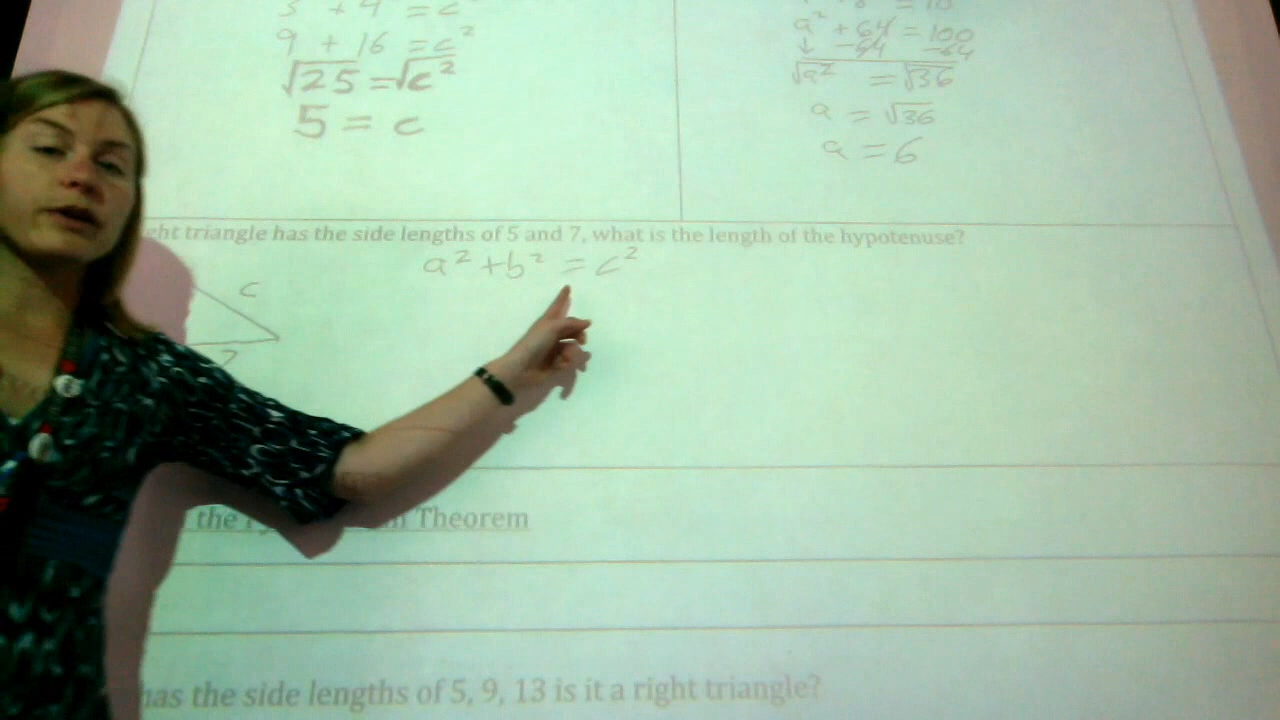 9 + 16 = c²
√25 = √c²
5 = c
a² + 64 = 100
-64 -64
√a² = √36
a = √36
a = 6
triangle has the side lengths of 5 and 7, what is the length of the hypotenuse?
a² + b² = c²
c
7
the Theorem
has the side lengths of 5, 9, 13 is it a right triangle?